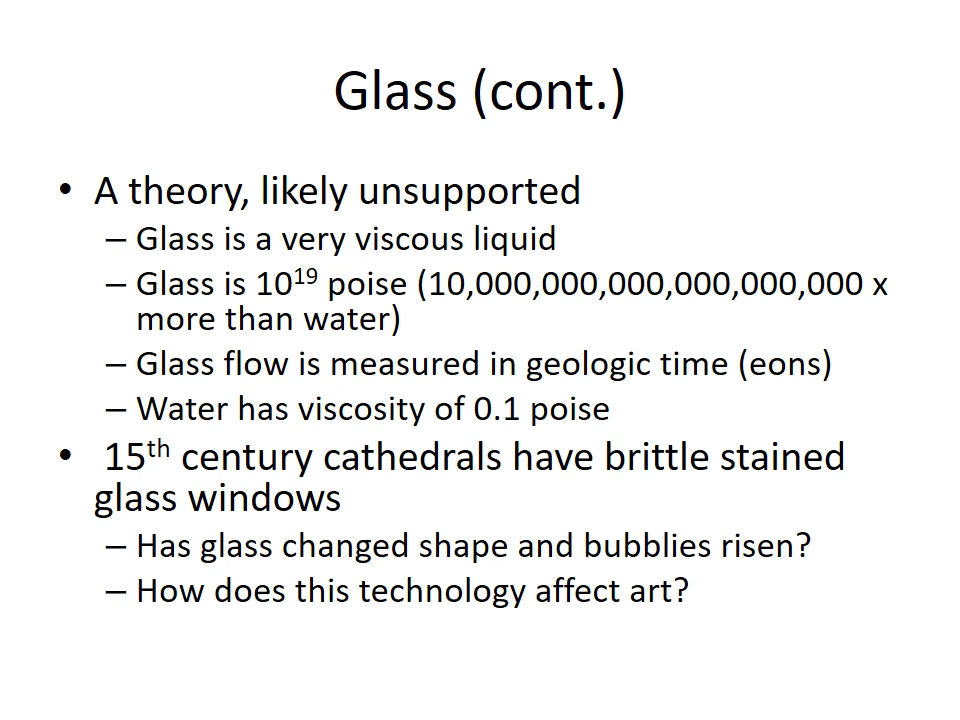 Glass (cont.)
• A theory, likely unsupported
– Glass is a very viscous liquid
– Glass is 10¹⁹ poise (10,000,000,000,000,000,000 x
more than water)
– Glass flow is measured in geologic time (eons)
– Water has viscosity of 0.1 poise
• 15ᵗʰ century cathedrals have brittle stained
glass windows
– Has glass changed shape and bubblies risen?
– How does this technology affect art?